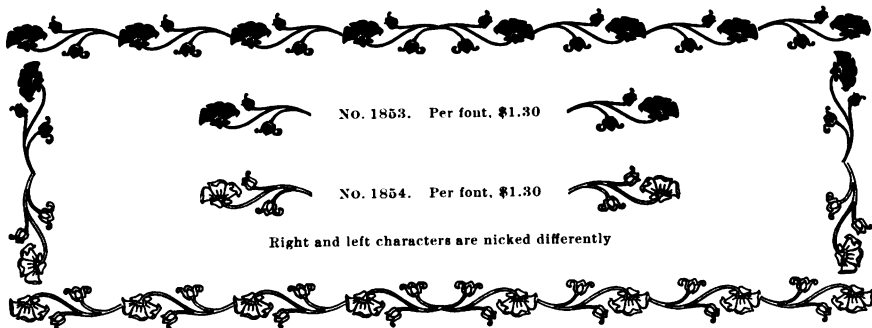 No. 1853. Per font, $1.30
No. 1854. Per font, $1.30
Right and left characters are nicked differently